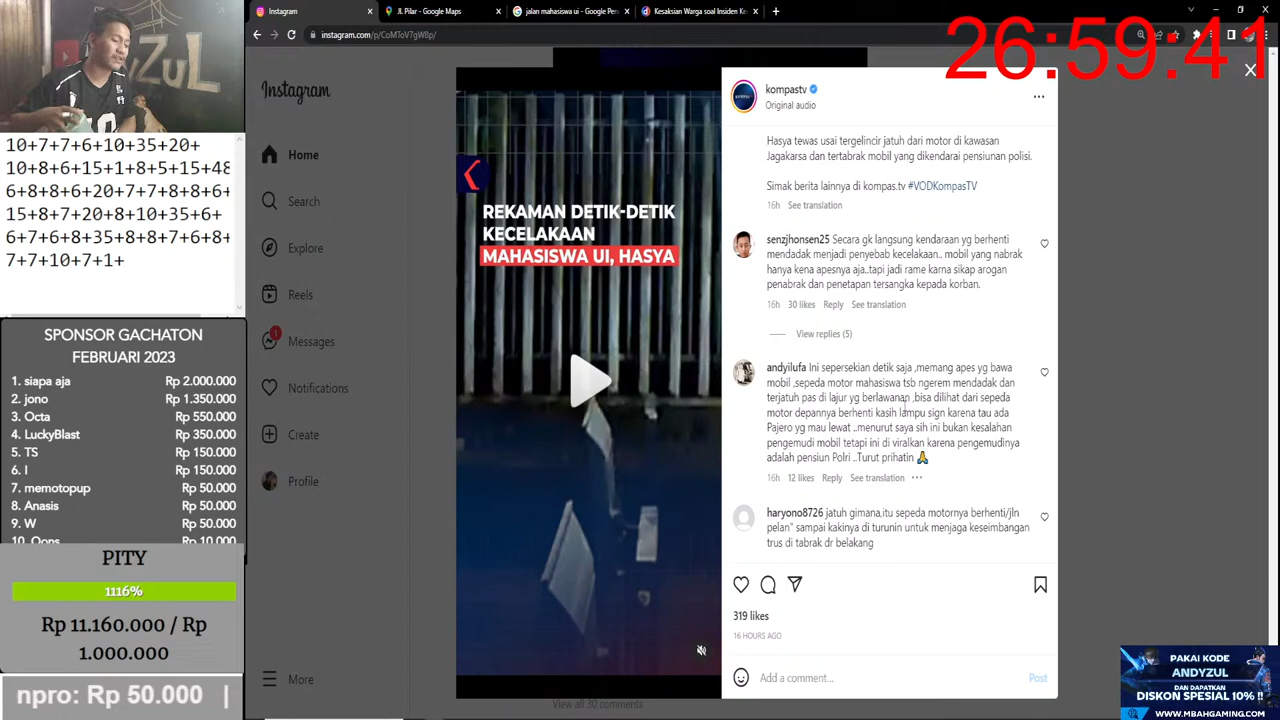 Instagram
JL Pilar - Google Maps
jalan mahasiswa ui - Google Pen
Kesaksian Warga soal Insiden Ke
instagram.com/p/CoMToV7gW8p/
26:59:41
10+7+7+6+10+35+20+
10+8+6+15+8+5+15+48
6+8+8+6+20+7+7+8+6+
15+8+7+20+8+10+35+6+
6+7+6+8+35+8+8+7+6+8+
7+7+10+7+1+
SPONSOR GACHATON
FEBRUARI 2023
1. siapa aja Rp 2.000.000
2. jono Rp 1.350.000
3. Octa Rp 550.000
4. LuckyBlast Rp 400.000
5. TS Rp 150.000
6. I Rp 150.000
7. memotopup Rp 50.000
8. Anasis Rp 50.000
9. W Rp 50.000
10. Oops Rp 10.000
PITY
1116%
Rp 11.160.000 / Rp
1.000.000
npro: Rp 50.000 |
Instagram
Home
Search
Explore
Reels
1
Messages
Notifications
Create
Profile
More
REKAMAN DETIK-DETIK
KECELAKAAN
MAHASISWA UI, HASYA
kompastv
Original audio
Hasya tewas usai tergelincir jatuh dari motor di kawasan
Jagakarsa dan tertabrak mobil yang dikendarai pensiunan polisi.
Simak berita lainnya di kompas.tv #VODKompasTV
16h See translation
senzjhonsen25 Secara gk langsung kendaraan yg berhenti
mendadak menjadi penyebab kecelakaan.. mobil yang nabrak
hanya kena apesnya aja..tapi jadi rame karna sikap arogan
penabrak dan penetapan tersangka kepada korban.
16h 30 likes Reply See translation
View replies (5)
andyilufa Ini sepersekian detik saja ,memang apes yg bawa
mobil ,sepeda motor mahasiswa tsb ngerem mendadak dan
terjatuh pas di lajur yg berlawanan ,bisa dilihat dari sepeda
motor depannya berhenti kasih lampu sign karena tau ada
Pajero yg mau lewat ..menurut saya sih ini bukan kesalahan
pengemudi mobil tetapi ini di viralkan karena pengemudinya
adalah pensiun Polri ..Turut prihatin 🙏
16h 12 likes Reply See translation ...
haryono8726 jatuh gimana,itu sepeda motornya berhenti/jln
pelan" sampai kakinya di turunin untuk menjaga keseimbangan
trus di tabrak dr belakang
319 likes
16 HOURS AGO
Add a comment...
Post
View all 30 comments
PAKAI KODE
ANDYZUL
DAN DAPATKAN
DISKON SPESIAL 10% !!
WWW.MBAHGAMING.COM